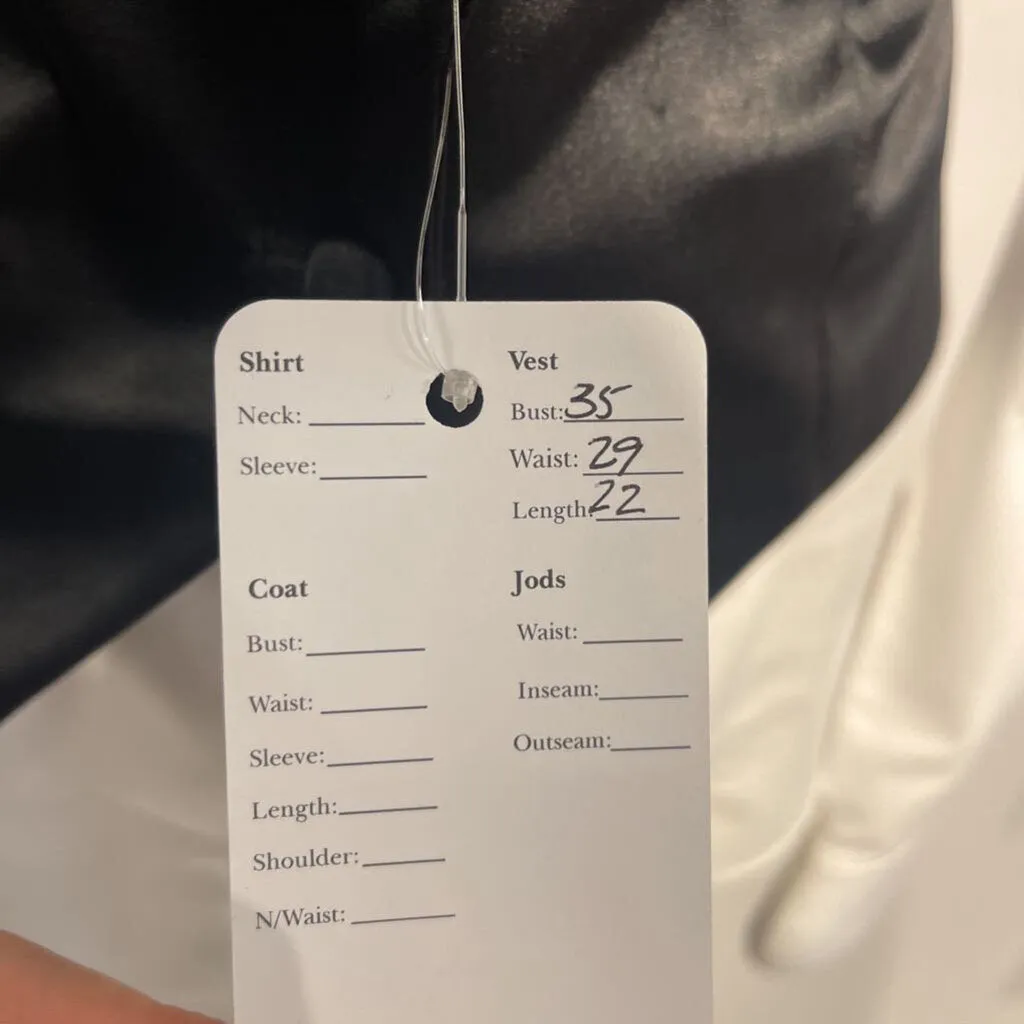 Shirt
Neck:
Sleeve:
Vest
Bust: 35
Waist: 29
Length: 22
Coat
Bust:
Waist:
Sleeve:
Length:
Shoulder:
N/Waist:
Jods
Waist:
Inseam:
Outseam: